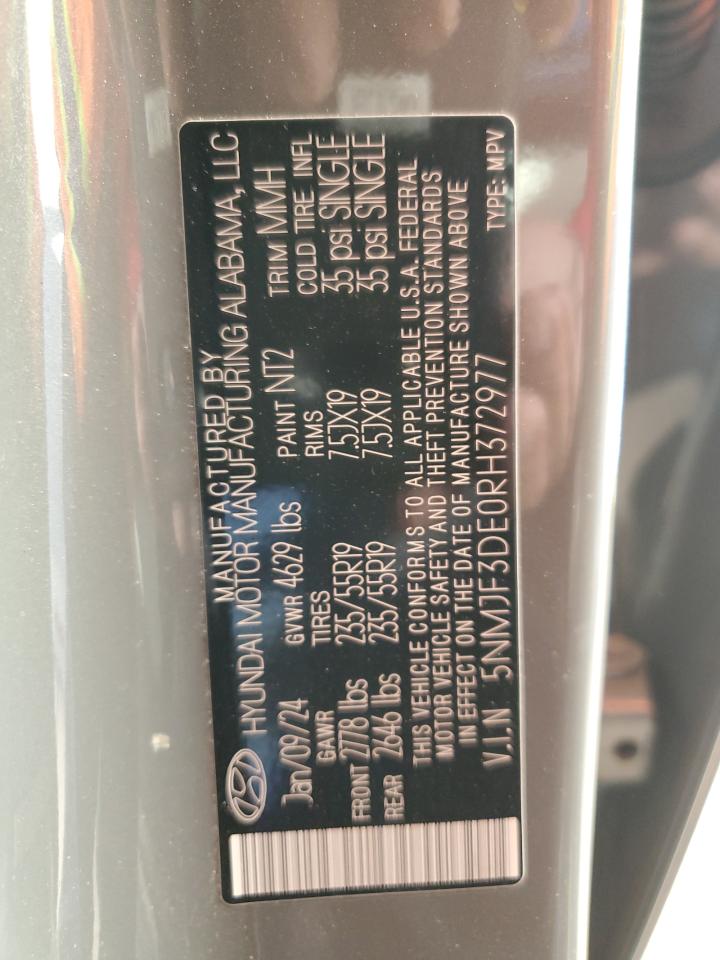 MANUFACTURED BY
HYUNDAI MOTOR MANUFACTURING ALABAMA, LLC
Jan/09/24 GVWR 4629 lbs PAINT NT2 TRIM MMH
GAWR TIRES RIMS COLD TIRE INFL
FRONT 2778 lbs 235/55R19 7.5JX19 35 psi SINGLE
REAR 2646 lbs 235/55R19 7.5JX19 35 psi SINGLE
THIS VEHICLE CONFORMS TO ALL APPLICABLE U.S.A. FEDERAL
MOTOR VEHICLE SAFETY AND THEFT PREVENTION STANDARDS
IN EFFECT ON THE DATE OF MANUFACTURE SHOWN ABOVE
V.I.N 5NMJF3DE0RH372977 TYPE: MPV